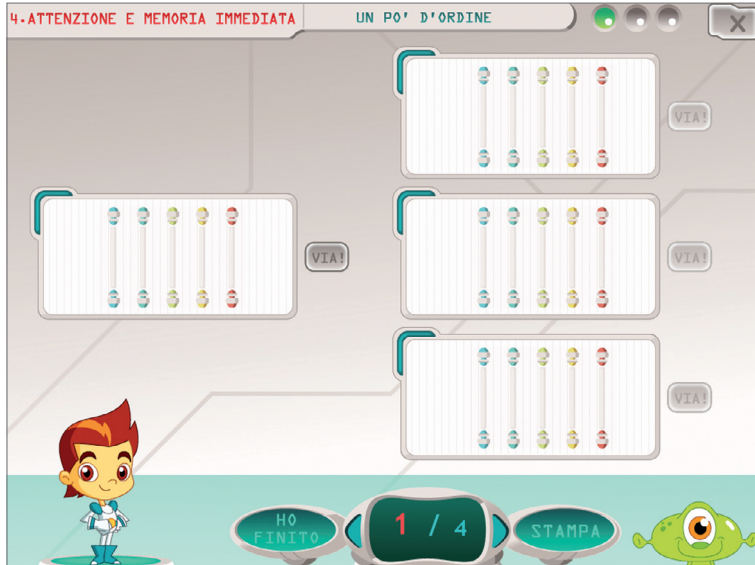 4.ATTENZIONE E MEMORIA IMMEDIATA
UN PO' D'ORDINE
X
VIA!
VIA!
VIA!
VIA!
HO
FINITO
1 / 4
STAMPA